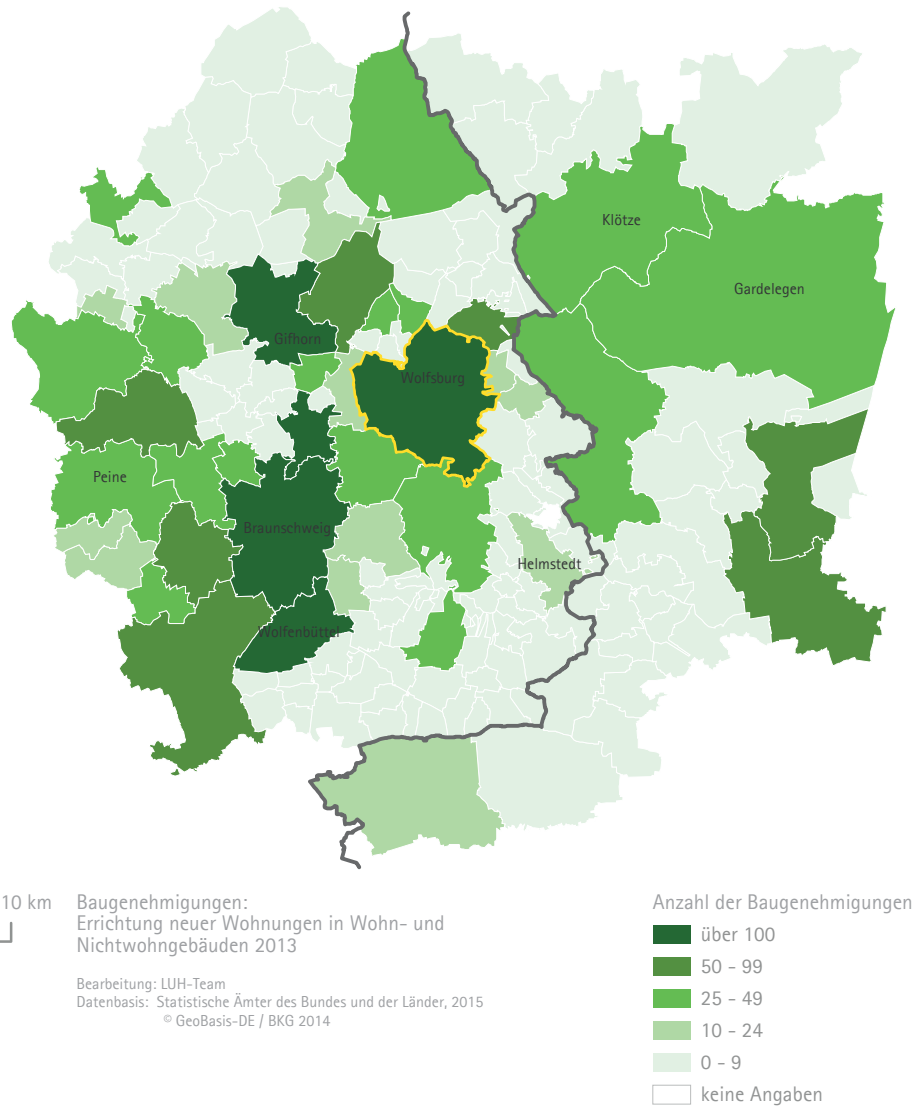 Klötze
Gardelegen
Gifhorn
Wolfsburg
Peine
Braunschweig
Helmstedt
Wolfenbüttel
10 km
Baugenehmigungen:
Errichtung neuer Wohnungen in Wohn- und
Nichtwohngebäuden 2013
Bearbeitung: LUH-Team
Datenbasis: Statistische Ämter des Bundes und der Länder, 2015
© GeoBasis-DE / BKG 2014
Anzahl der Baugenehmigungen
über 100
50 - 99
25 - 49
10 - 24
0 - 9
keine Angaben